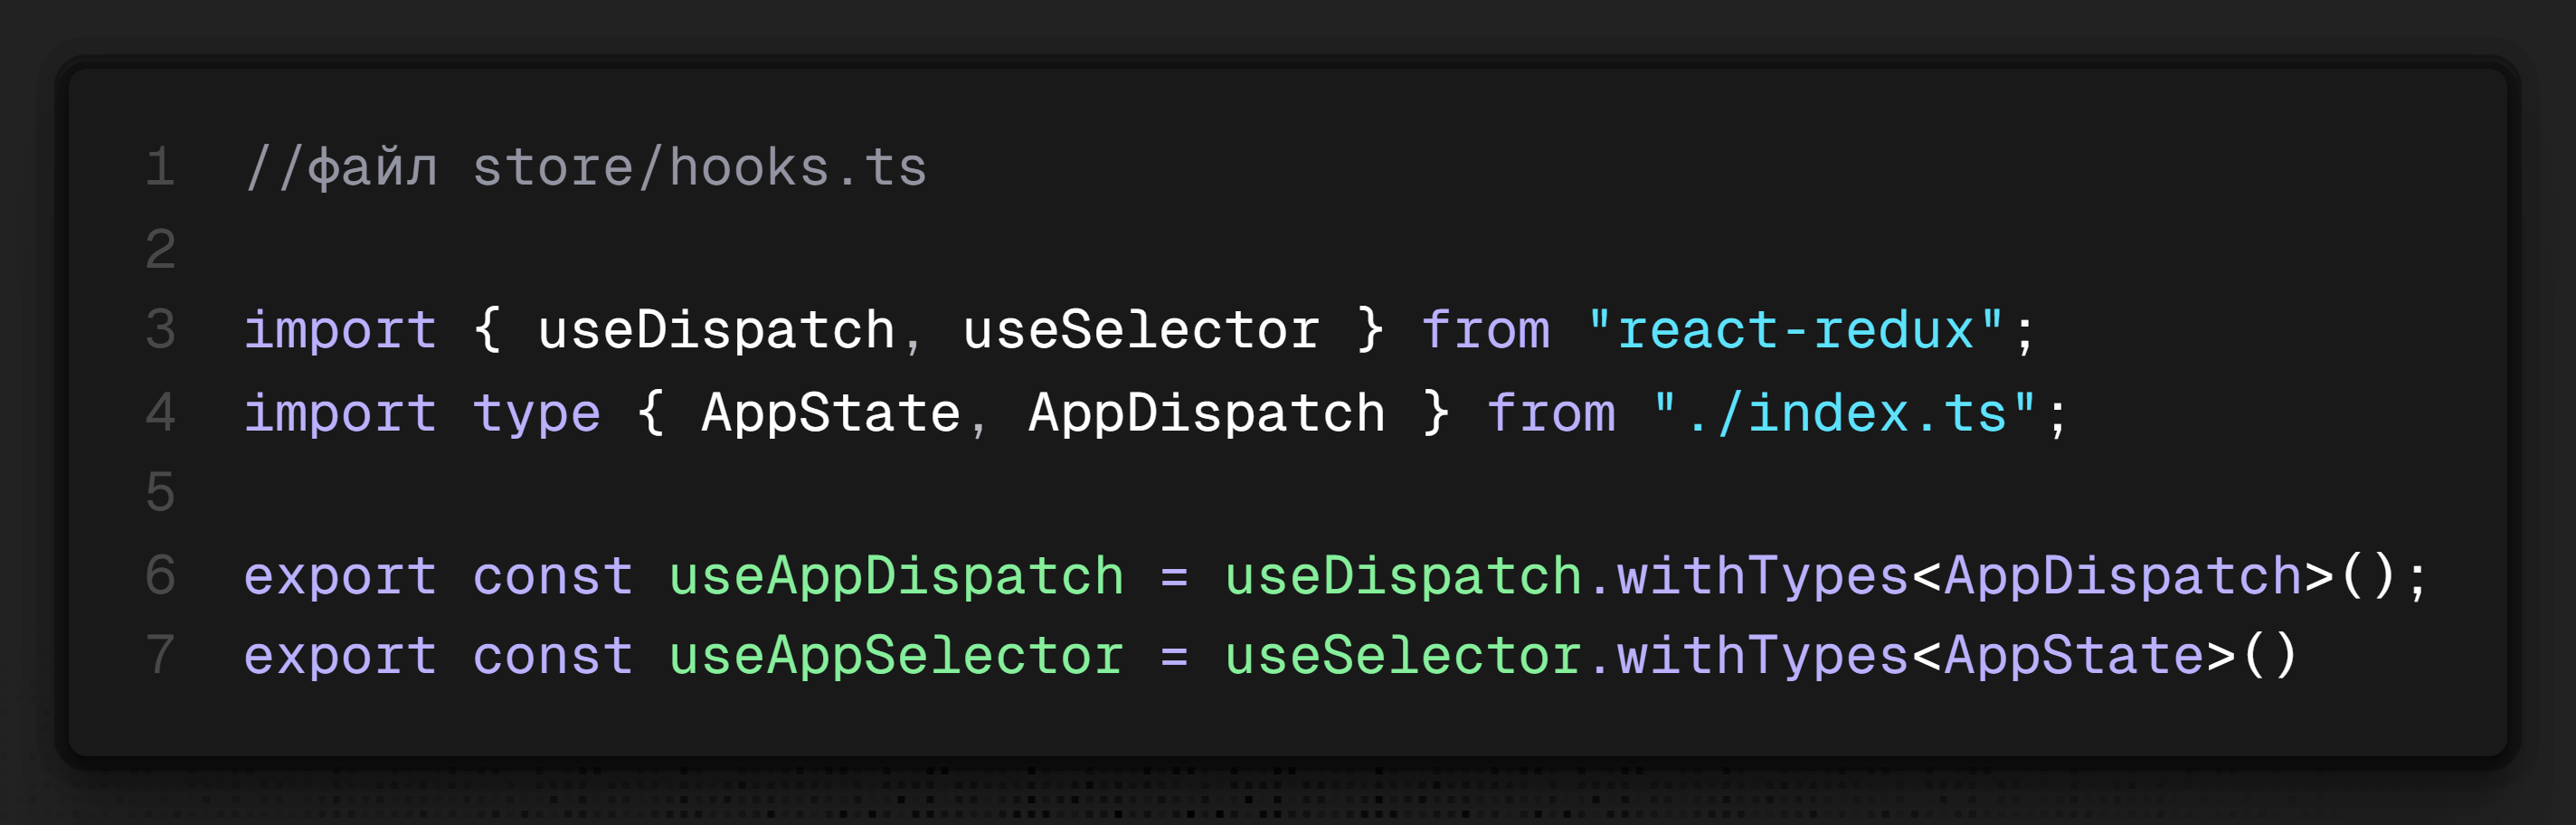 1 //файл store/hooks.ts
2
3 import { useDispatch, useSelector } from "react-redux";
4 import type { AppState, AppDispatch } from "./index.ts";
5
6 export const useAppDispatch = useDispatch.withTypes<AppDispatch>();
7 export const useAppSelector = useSelector.withTypes<AppState>()